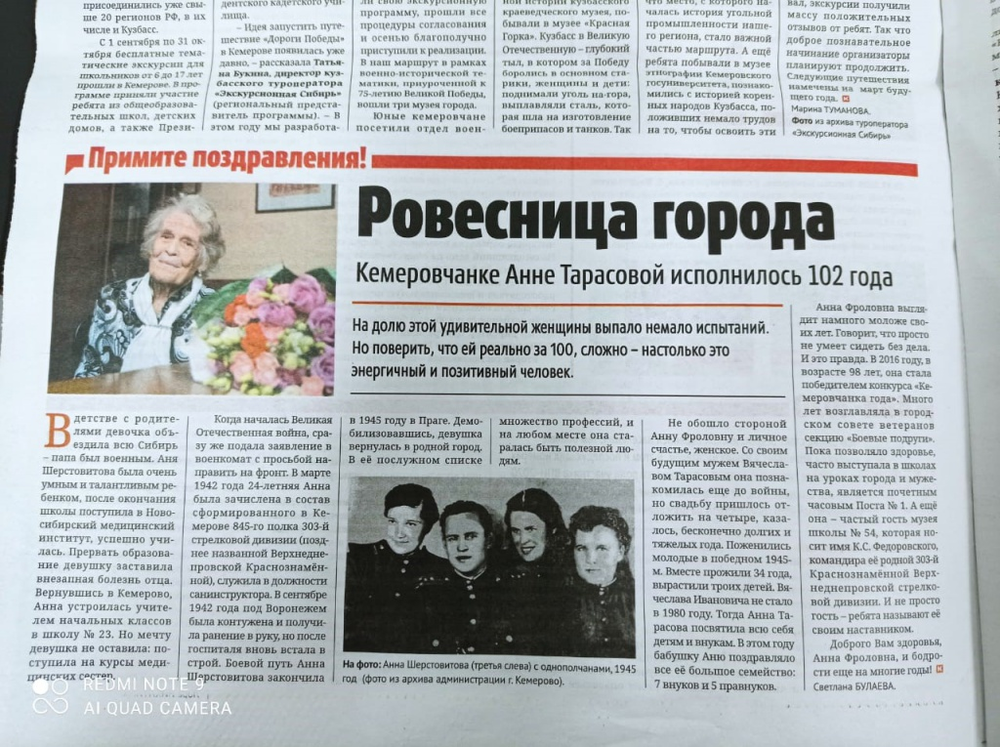 присоединились уже свы-
ше 20 регионов РФ, в их
числе и Кузбасс.
С 1 сентября по 31 ок-
тября бесплатные темати-
ческие экскурсии для
школьников от 6 до 17 лет
прошли в Кемерове. В про-
грамме приняли участие
ребята из общеобразова-
тельных школ, детских
домов, а также Прези-
дентского кадетского учи-
лища.
– Идея запустить путе-
шествие «Дороги Победы»
в Кемерове появилась уже
давно, – рассказала Татья-
на Букина, директор куз-
басского туроператора
«Экскурсионная Сибирь»
(региональный предста-
витель программы). – В
этом году мы разработа-
ли свою экскурсионную
программу, прошли все
процедуры согласования
и осенью благополучно
приступили к реализации.
В наш маршрут в рамках
военно-исторической те-
матики, приуроченной к
75-летию Великой Победы,
вошли три музея города.
Юные кемеровчане
посетили отдел воен-
ной истории кузбасского
краеведческого музея, по-
бывали в музее «Красная
Горка». Кузбасс в Великую
Отечественную – глубокий
тыл, в котором за Победу
боролись в основном ста-
рики, женщины и дети:
поднимали уголь на-гора,
выплавляли сталь, кото-
рая шла на изготовление
боеприпасов и танков. Так
что место, с которого на-
чалась история угольной
промышленности наше-
го региона, стало важной
частью маршрута. А ещё
ребята побывали в музее
этнографии Кемеровского
госуниверситета, познако-
мились с историей корен-
ных народов Кузбасса, по-
ложивших немало трудов
на то, чтобы освоить эти
вал, экскурсии получили
массу положительных
отзывов от ребят. Так что
доброе познавательное
начинание организаторы
планируют продолжить.
Следующие путешествия
намечены на март буду-
щего года.
Марина ТУМАНОВА.
Фото из архива туроператора
«Экскурсионная Сибирь»
Примите поздравления!
Ровесница города
Кемеровчанке Анне Тарасовой исполнилось 102 года
На долю этой удивительной женщины выпало немало испытаний.
Но поверить, что ей реально за 100, сложно – настолько это
энергичный и позитивный человек.
В детстве с родите-
лями девочка объ-
ездила всю Сибирь
– папа был военным. Аня
Шерстовитова была очень
умным и талантливым ре-
бенком, после окончания
школы поступила в Ново-
сибирский медицинский
институт, успешно учи-
лась. Прервать образова-
ние девушку заставила
внезапная болезнь отца.
Вернувшись в Кемерово,
Анна устроилась учите-
лем начальных классов
в школу № 23. Но мечту
девушка не оставила: по-
ступила на курсы меди-
цинских сестер.
Когда началась Великая
Отечественная война, сра-
зу же подала заявление в
военкомат с просьбой на-
править на фронт. В марте
1942 года 24-летняя Анна
была зачислена в состав
сформированного в Ке-
мерове 845-го полка 303-й
стрелковой дивизии (позд-
нее названной Верхнедне-
провской Краснознамён-
ной), служила в должности
санинструктора. В сентябре
1942 года под Воронежем
была контужена и получи-
ла ранение в руку, но после
госпиталя вновь встала в
строй. Боевой путь Анна
Шерстовитова закончила
в 1945 году в Праге. Демо-
билизовавшись, девушка
вернулась в родной город.
В её послужном списке
множество профессий, и
на любом месте она ста-
ралась быть полезной лю-
дям.
На фото: Анна Шерстовитова (третья слева) с однополчанами, 1945
год (фото из архива администрации г. Кемерово).
Не обошло стороной
Анну Фроловну и личное
счастье, женское. Со своим
будущим мужем Вячесла-
вом Тарасовым она позна-
комилась еще до войны,
но свадьбу пришлось от-
ложить на четыре, каза-
лось, бесконечно долгих и
тяжелых года. Поженились
молодые в победном 1945-
м. Вместе прожили 34 года,
вырастили троих детей. Вя-
чеслава Ивановича не стало
в 1980 году. Тогда Анна Та-
расова посвятила всю себя
детям и внукам. В этом году
бабушку Аню поздравляло
все её большое семейство:
7 внуков и 5 правнуков.
Анна Фроловна выгля-
дит намного моложе сво-
их лет. Говорит, что просто
не умеет сидеть без дела.
И это правда. В 2016 году, в
возрасте 98 лет, она стала
победителем конкурса «Ке-
меровчанка года». Много
лет возглавляла в город-
ском совете ветеранов
секцию «Боевые подруги».
Пока позволяло здоровье,
часто выступала в школах
на уроках города и муже-
ства, является почетным
часовым Поста № 1. А ещё
она – частый гость музея
школы № 54, которая но-
сит имя К.С. Федоровского,
командира её родной 303-й
Краснознамённой Верх-
неднепровской стрелко-
вой дивизии. И не просто
гость – ребята называют её
своим наставником.
Доброго Вам здоровья,
Анна Фроловна, и бодро-
сти еще на многие годы!
Светлана БУЛАЕВА.
REDMI NOTE 9
AI QUAD CAMERA